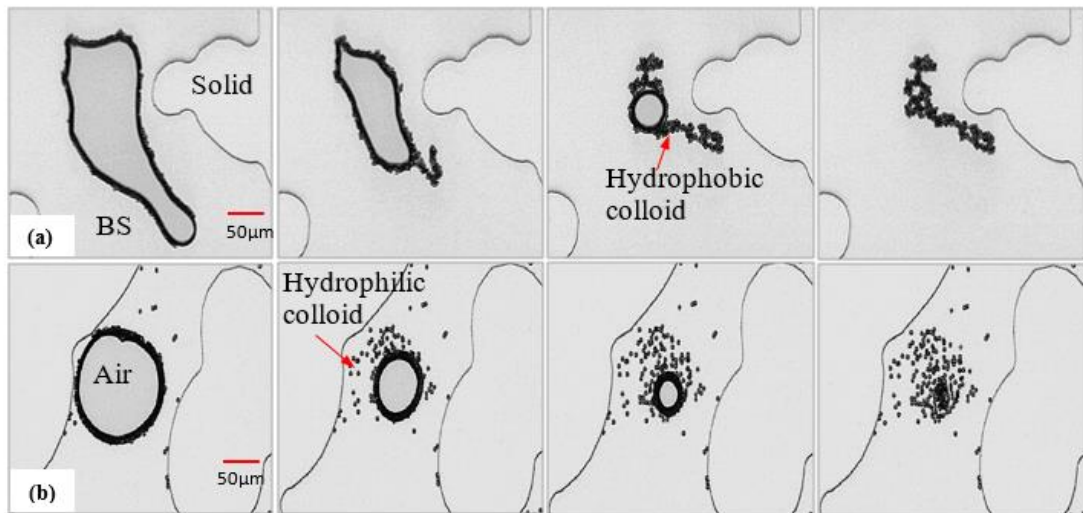 Solid
BS
50µm
(a)
Hydrophobic
colloid
Air
50µm
(b)
Hydrophilic
colloid